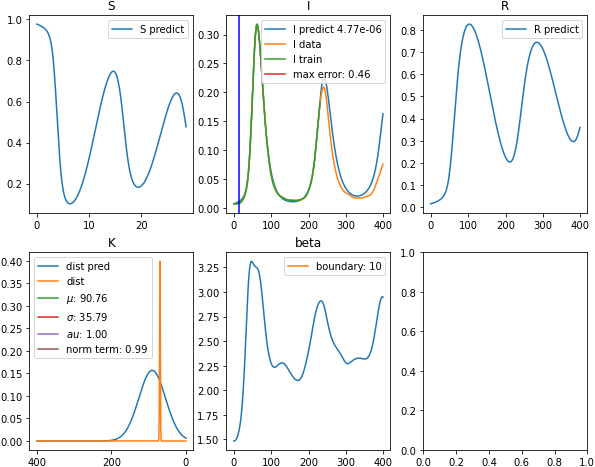 S
1.0
0.8
0.6
0.4
0.2
0 10 20
S predict
I
0.30
0.25
0.20
0.15
0.10
0.05
0.00
0 100 200 300 400
I predict 4.77e-06
I data
I train
max error: 0.46
R
0.8
0.7
0.6
0.5
0.4
0.3
0.2
0.1
0.0
0 100 200 300 400
R predict
K
0.40
0.35
0.30
0.25
0.20
0.15
0.10
0.05
0.00
400 200 0
dist pred
dist
μ: 90.76
σ: 35.79
au: 1.00
norm term: 0.99
beta
3.25
3.00
2.75
2.50
2.25
2.00
1.75
1.50
0 100 200 300 400
boundary: 10
1.0
0.8
0.6
0.4
0.2
0.0
0.0 0.2 0.4 0.6 0.8 1.0